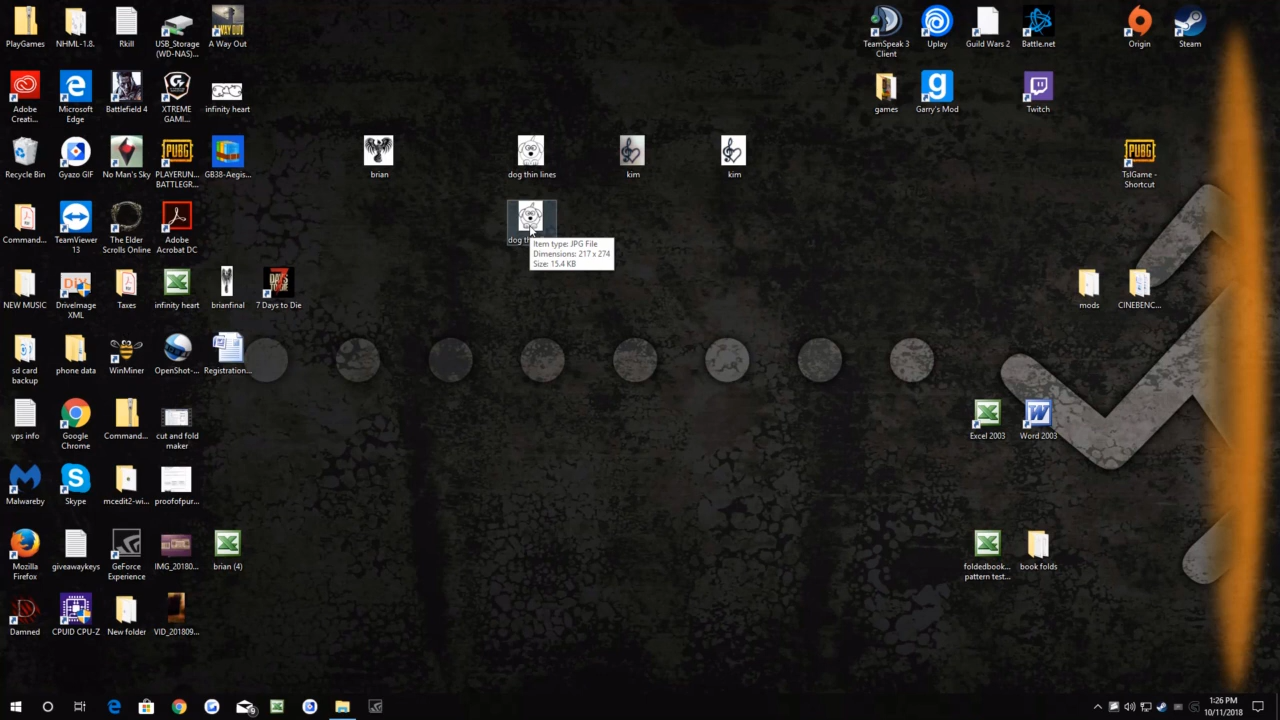 PlayGames
NHML-1.8.
Rkill
USB_Storage
(WD-NAS)...
A Way Out
TeamSpeak 3
Client
Uplay
Guild Wars 2
Battle.net
Origin
Steam
Adobe
Creati...
Microsoft
Edge
Battlefield 4
XTREME
GAMI...
infinity heart
games
Garry's Mod
Twitch
Recycle Bin
Gyazo GIF
No Man's Sky
PUBG
PLAYERUN...
BATTLEGR...
GB38-Aegis...
brian
dog thin lines
kim
kim
PUBG
TslGame -
Shortcut
Command...
TeamViewer
13
The Elder
Scrolls Online
Adobe
Acrobat DC
dog th
Item type: JPG File
Dimensions: 217 x 274
Size: 15.4 KB
NEW MUSIC
DriveImage
XML
Taxes
infinity heart
brianfinal
7 Days to Die
mods
CINEBENC...
sd card
backup
phone data
WinMiner
OpenShot-...
Registration...
vps info
Google
Chrome
Command...
cut and fold
maker
Excel 2003
Word 2003
Malwareby
Skype
mcedit2-wi...
proofofpur...
Mozilla
Firefox
giveawaykeys
GeForce
Experience
IMG_20180...
brian (4)
foldedbook...
pattern test...
book folds
Damned
CPUID CPU-Z
New folder
VID_201809...
1:26 PM
10/11/2018